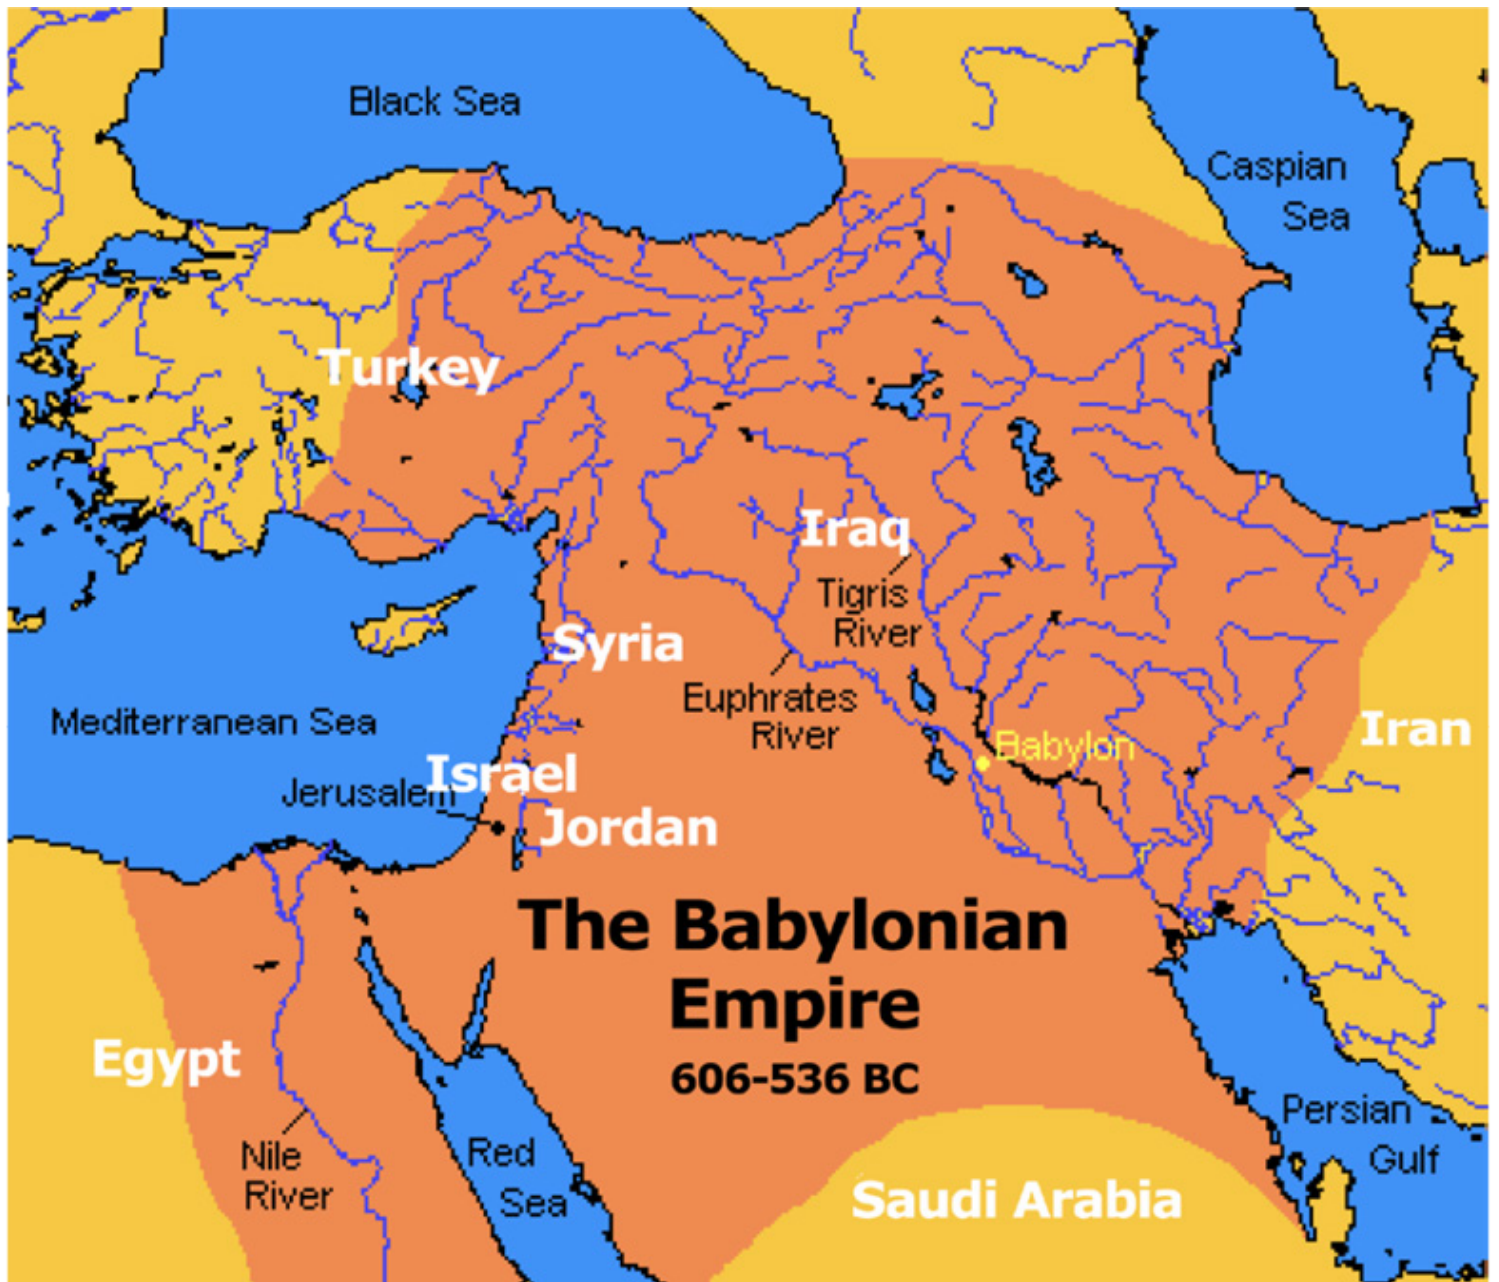 Black Sea
Caspian
Sea
Turkey
Iraq
Tigris
River
Syria
Euphrates
River
Mediterranean Sea
Iran
Babylon
Israel
Jerusalem
Jordan
The Babylonian
Empire
606-536 BC
Egypt
Nile
River
Red
Sea
Persian
Gulf
Saudi Arabia